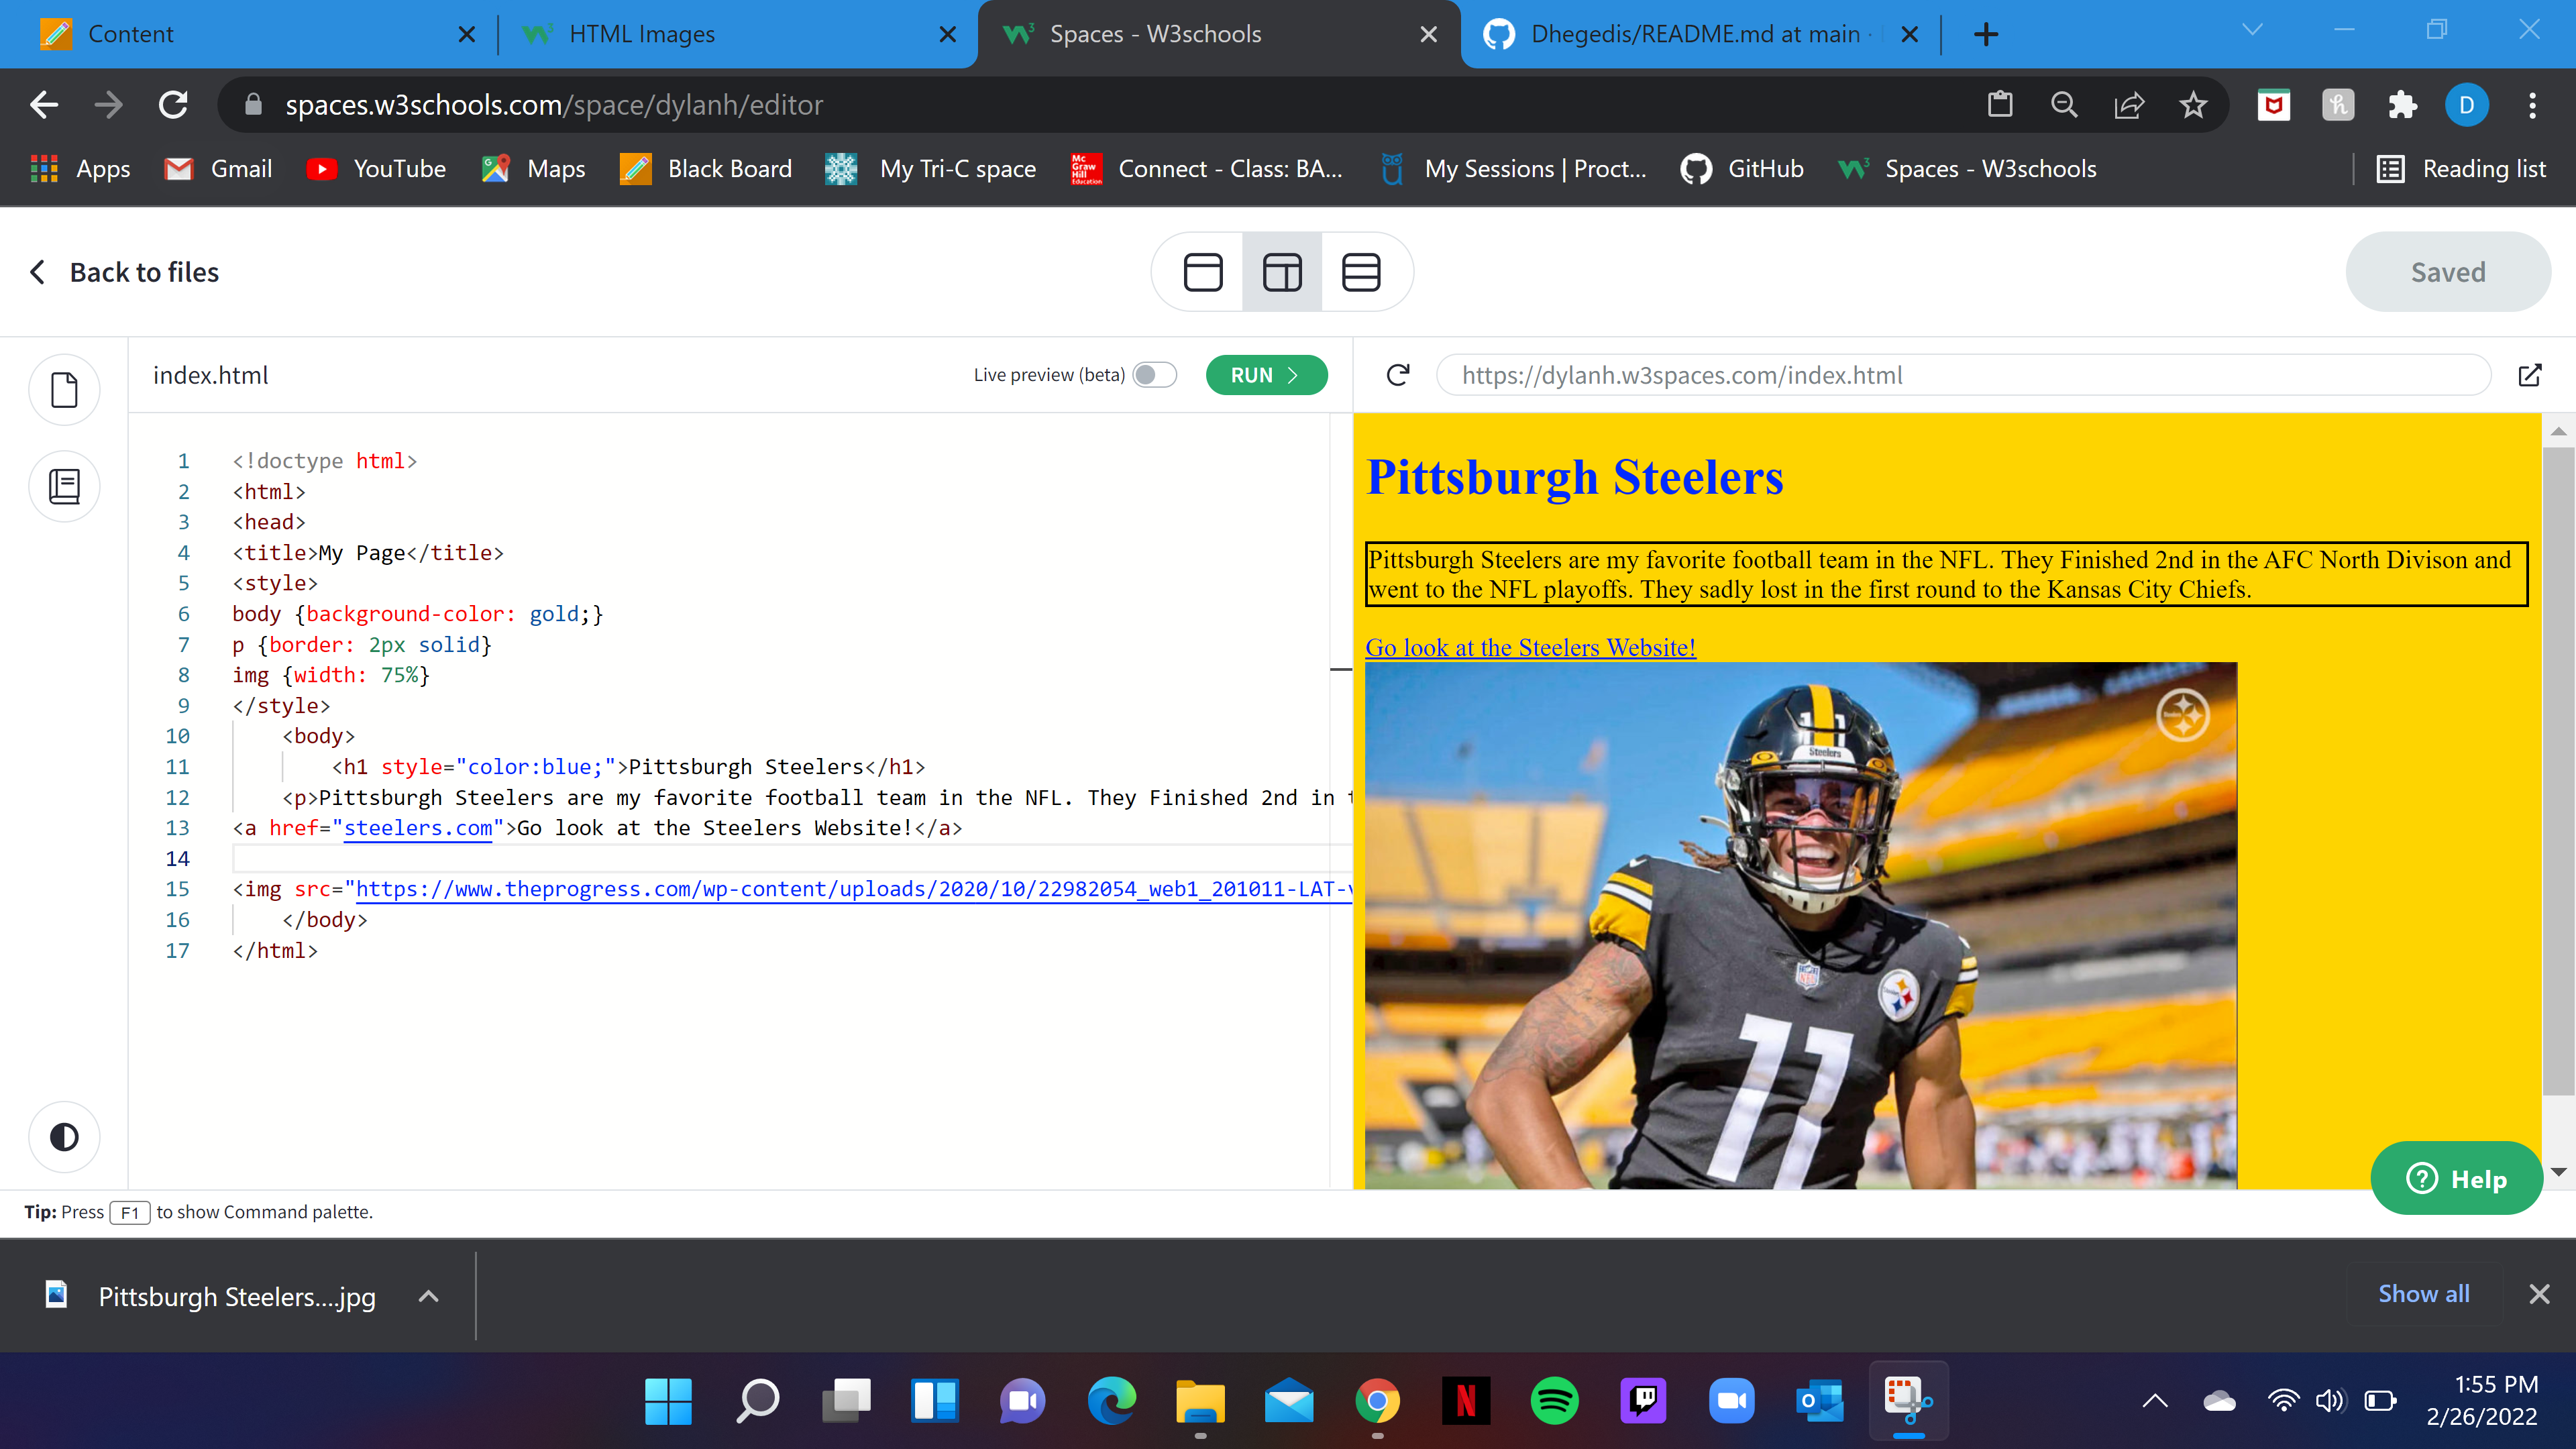 Content
HTML Images
Spaces - W3schools
Dhegedis/README.md at main ·
spaces.w3schools.com/space/dylanh/editor
D
Apps
Gmail
YouTube
Maps
Black Board
My Tri-C space
Mc Graw Hill Education
Connect - Class: BA...
My Sessions | Proct...
GitHub
Spaces - W3schools
Reading list
Back to files
Saved
index.html
Live preview (beta)
RUN
https://dylanh.w3spaces.com/index.html
1 <!doctype html>
2 <html>
3 <head>
4 <title>My Page</title>
5 <style>
6 body {background-color: gold;}
7 p {border: 2px solid}
8 img {width: 75%}
9 </style>
10 <body>
11 <h1 style="color:blue;">Pittsburgh Steelers</h1>
12 <p>Pittsburgh Steelers are my favorite football team in the NFL. They Finished 2nd in
13 <a href="steelers.com">Go look at the Steelers Website!</a>
14
15 <img src="https://www.theprogress.com/wp-content/uploads/2020/10/22982054_web1_201011-LAT-
16 </body>
17 </html>
Pittsburgh Steelers
Pittsburgh Steelers are my favorite football team in the NFL. They Finished 2nd in the AFC North Divison and
went to the NFL playoffs. They sadly lost in the first round to the Kansas City Chiefs.
Go look at the Steelers Website!
Steelers
11
NFL
Help
Tip: Press F1 to show Command palette.
Pittsburgh Steelers....jpg
Show all
1:55 PM
2/26/2022